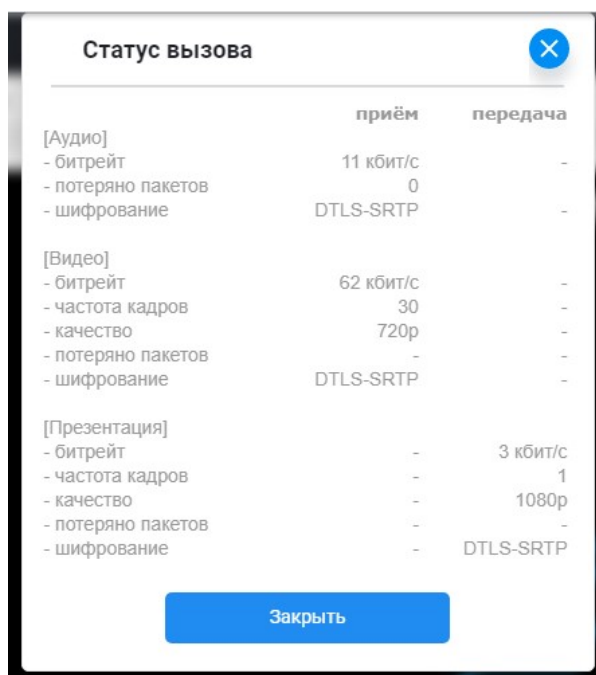 Статус вызова
приём передача
[Аудио]
- битрейт 11 кбит/с -
- потеряно пакетов 0
- шифрование DTLS-SRTP -
[Видео]
- битрейт 62 кбит/с -
- частота кадров 30 -
- качество 720p -
- потеряно пакетов - -
- шифрование DTLS-SRTP -
[Презентация]
- битрейт - 3 кбит/с
- частота кадров - 1
- качество - 1080p
- потеряно пакетов - -
- шифрование - DTLS-SRTP
Закрыть